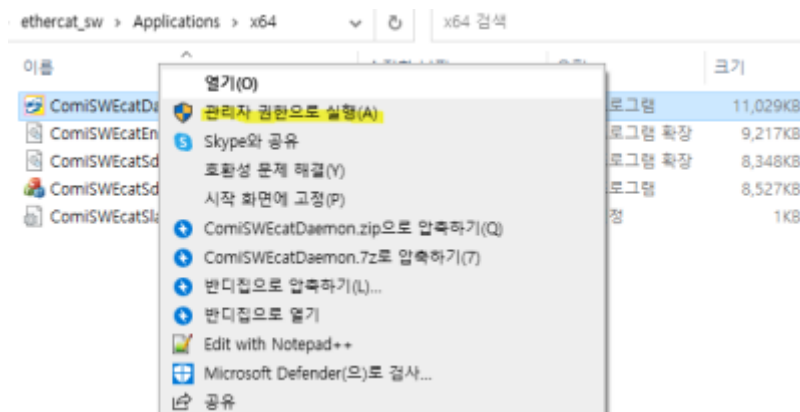 ethercat_sw > Applications > x64
x64 검색
이름
크기
열기(O)
ComiSWEcatDa
관리자 권한으로 실행(A)
로그램
11,029KB
ComiSWEcatEn
Skype와 공유
로그램 확장
9,217KB
ComiSWEcatSd
호환성 문제 해결(Y)
로그램 확장
8,348KB
ComiSWEcatSd
시작 화면에 고정(P)
로그램
8,527KB
ComiSWEcatSla
ComiSWEcatDaemon.zip으로 압축하기(Q)
정
1KB
ComiSWEcatDaemon.7z로 압축하기(7)
반디집으로 압축하기(L)...
반디집으로 열기
Edit with Notepad++
Microsoft Defender(으)로 검사...
공유